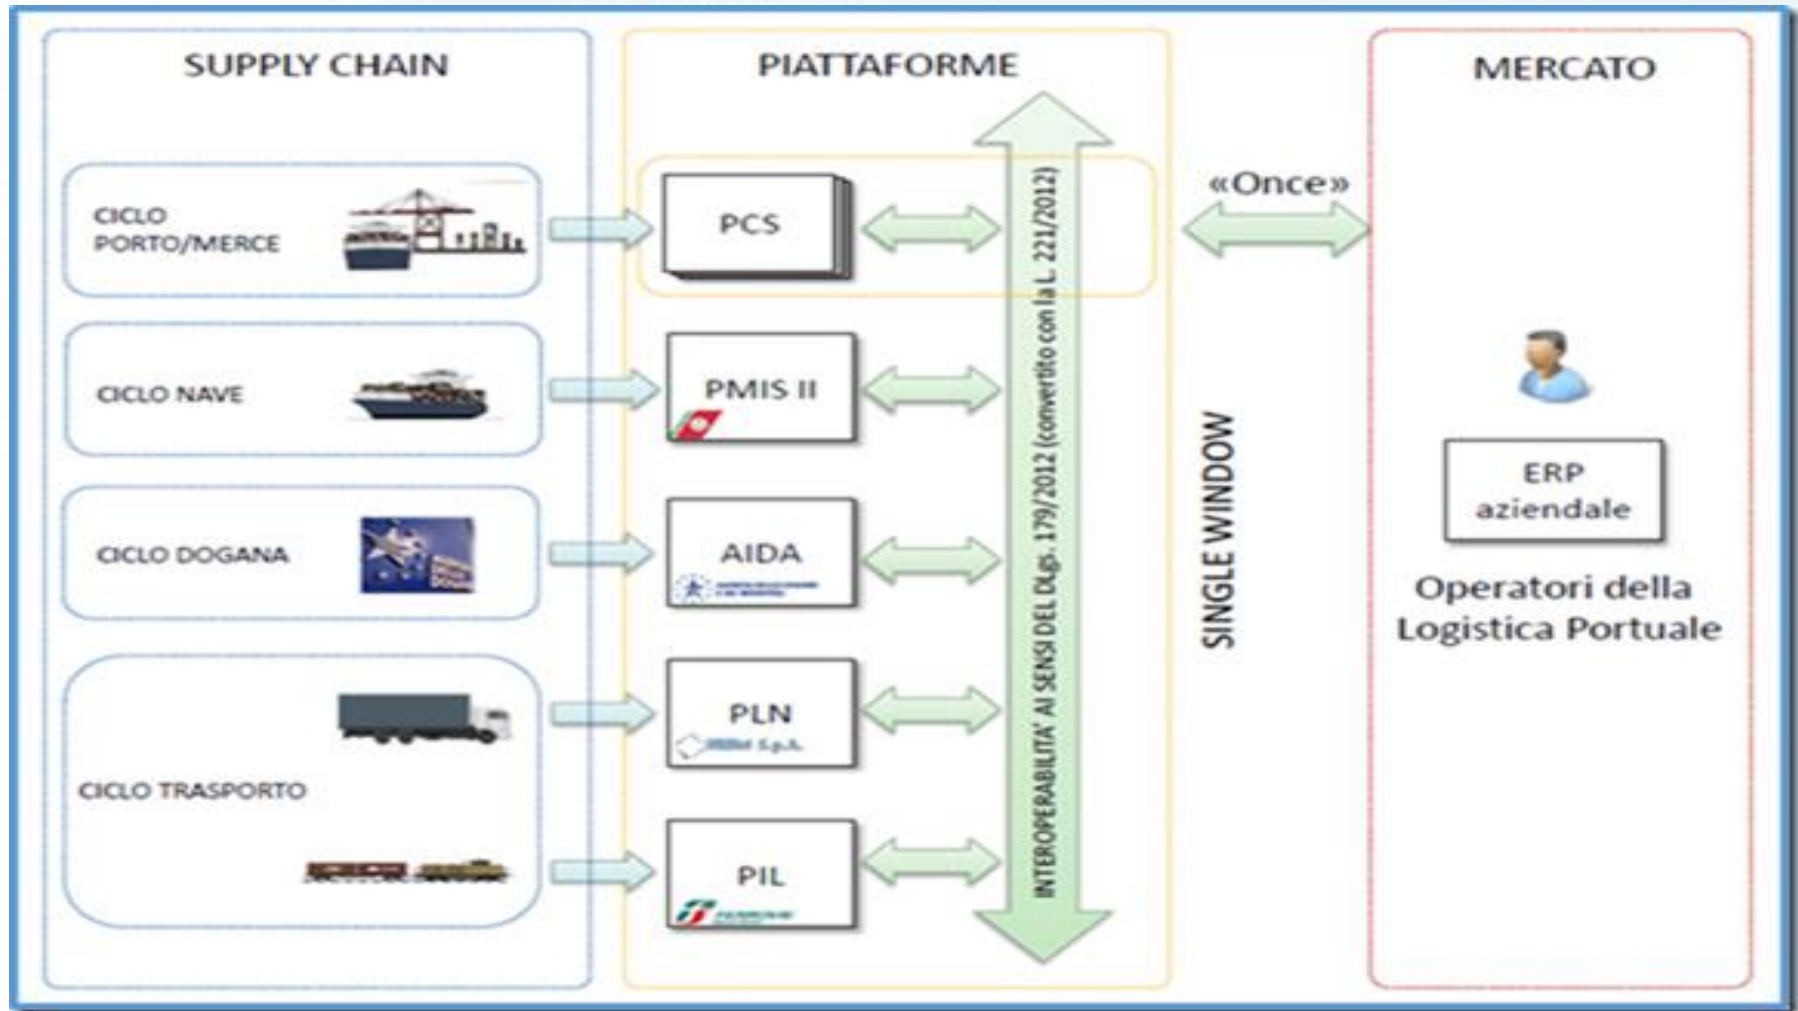 SUPPLY CHAIN
PIATTAFORME
MERCATO
CICLO
PORTO/MERCE
PCS
«Once»
CICLO NAVE
PMIS II
CICLO DOGANA
AIDA
CICLO TRASPORTO
PLN
S.p.A.
PIL
INTEROPERABILITA' AI SENSI DEL DLgs. 179/2012 (convertito con la L. 221/2012)
SINGLE WINDOW
ERP
aziendale
Operatori della
Logistica Portuale